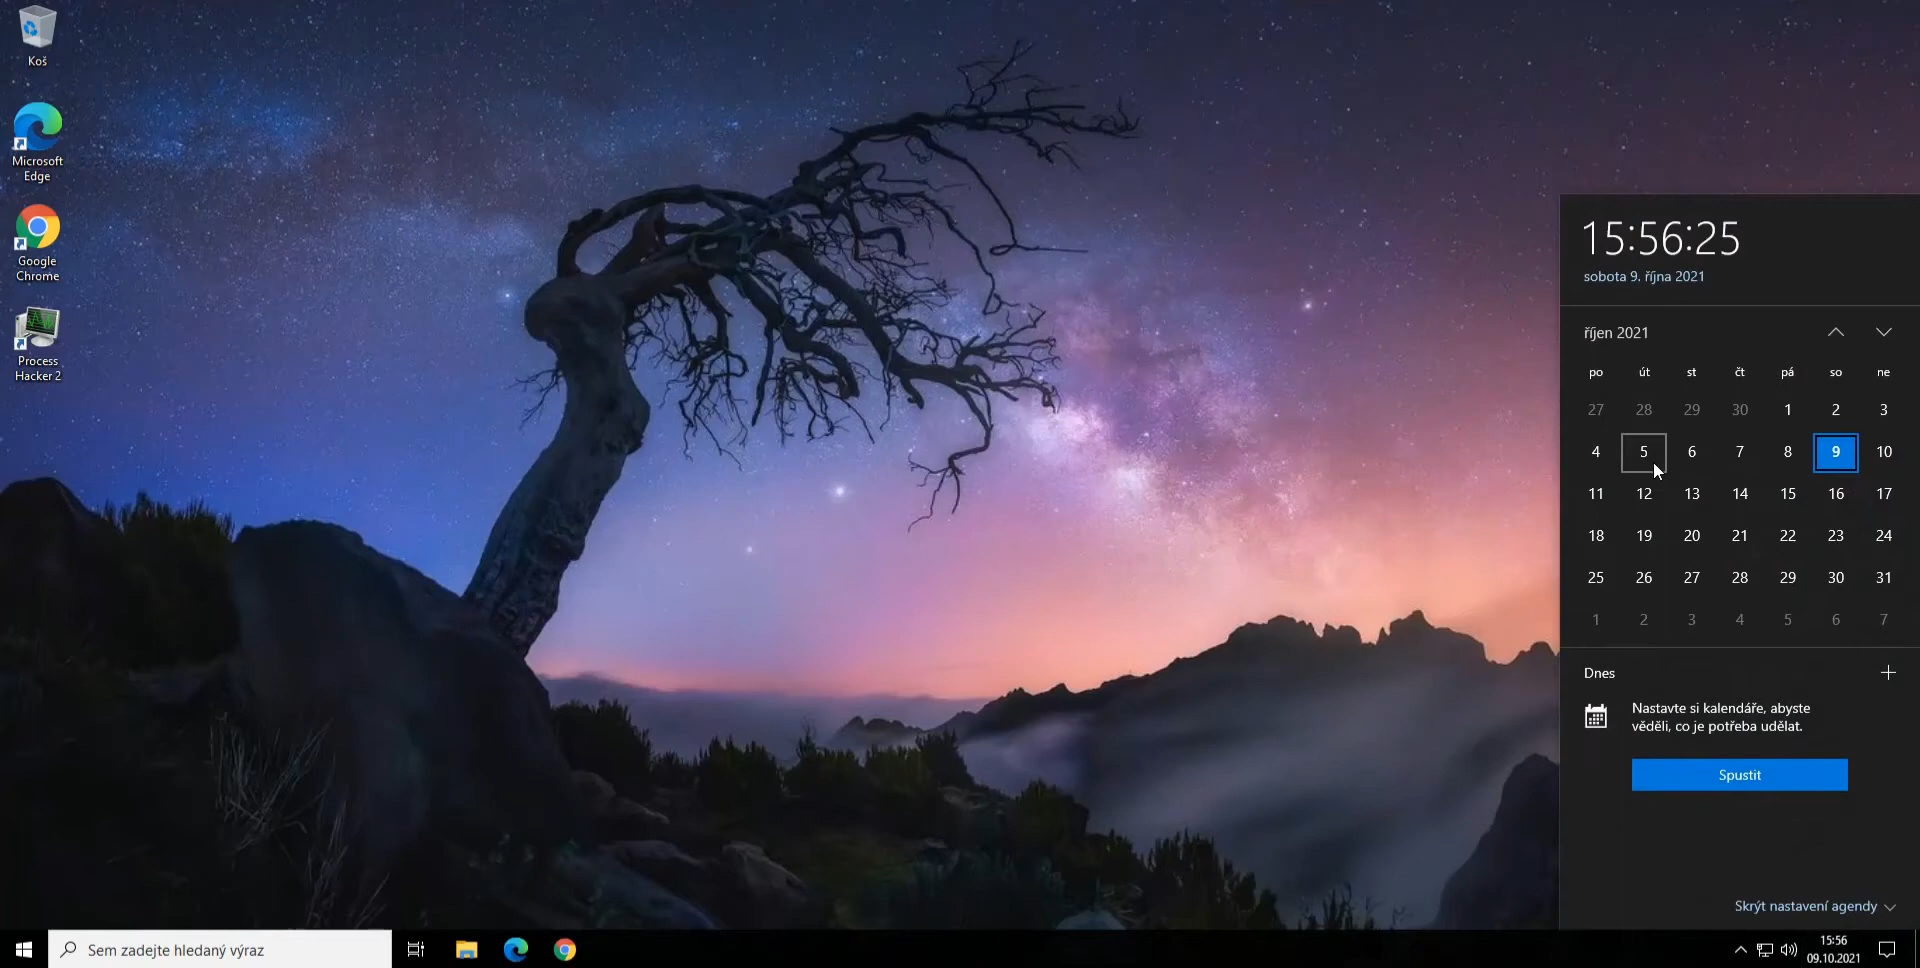 Koš
Microsoft
Edge
Google
Chrome
Process
Hacker 2
15:56:25
sobota 9. října 2021
říjen 2021
po út st čt pá so ne
27 28 29 30 1 2 3
4 5 6 7 8 9 10
11 12 13 14 15 16 17
18 19 20 21 22 23 24
25 26 27 28 29 30 31
1 2 3 4 5 6 7
Dnes
Nastavte si kalendáře, abyste
věděli, co je potřeba udělat.
Spustit
Skrýt nastavení agendy
Sem zadejte hledaný výraz
15:56
09.10.2021